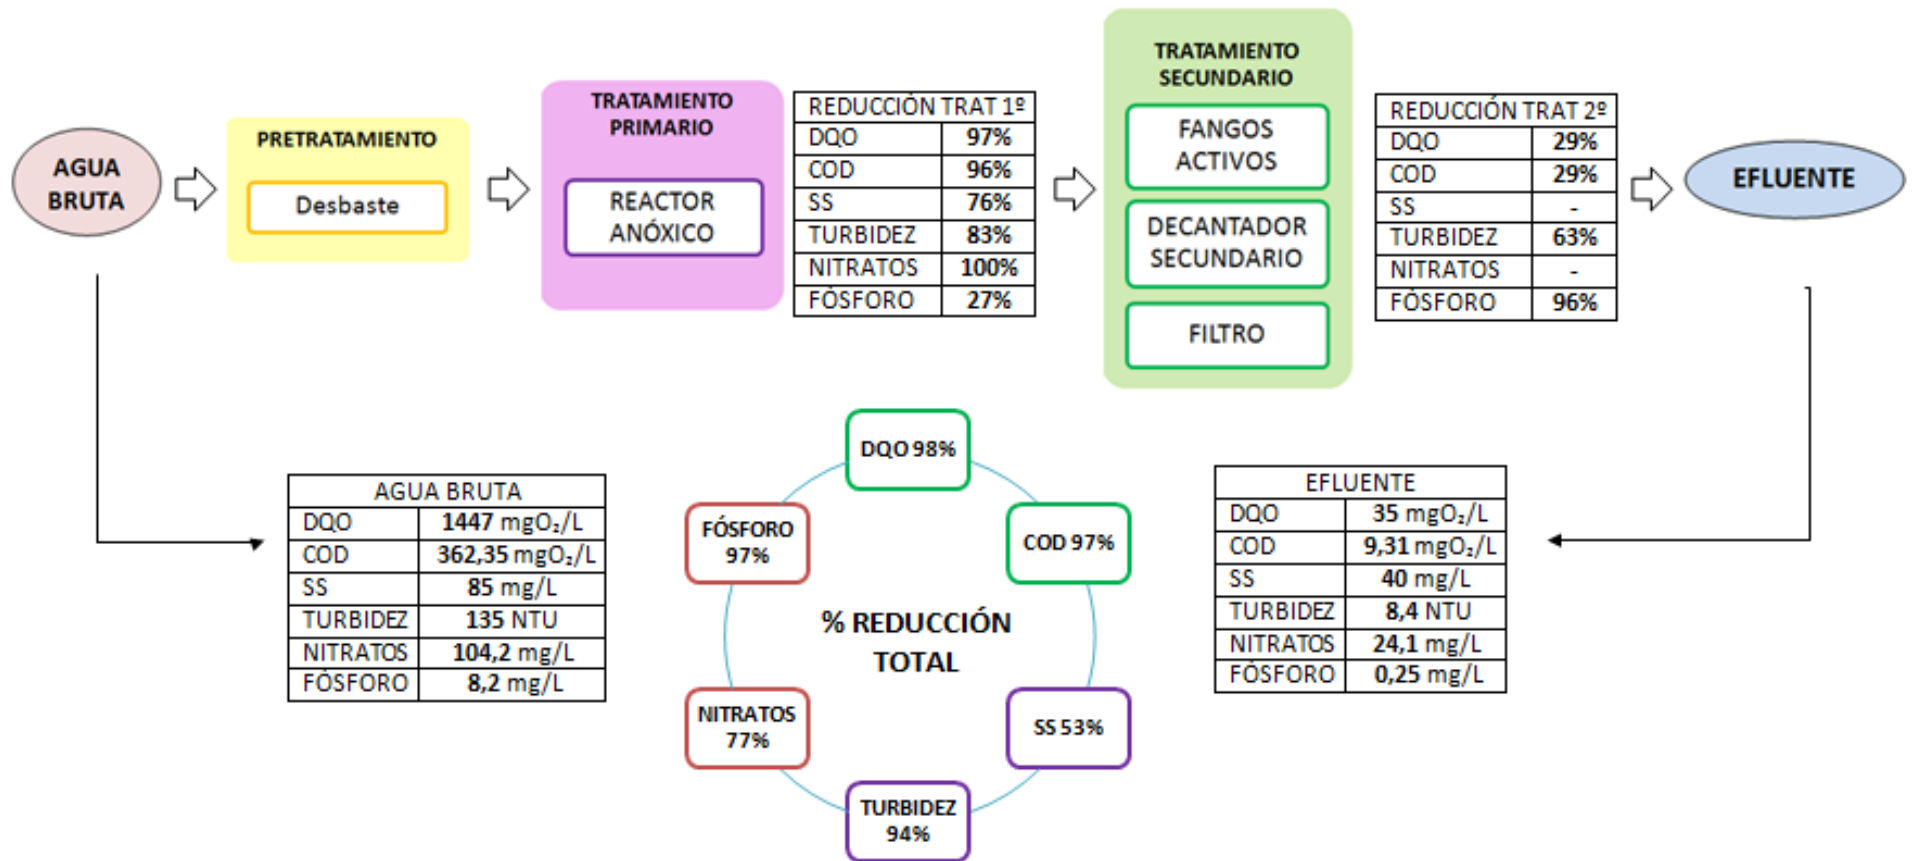 AGUA
BRUTA
PRETRATAMIENTO
Desbaste
TRATAMIENTO
PRIMARIO
REACTOR
ANÓXICO
REDUCCIÓN TRAT 1º
DQO 97%
COD 96%
SS 76%
TURBIDEZ 83%
NITRATOS 100%
FÓSFORO 27%
TRATAMIENTO
SECUNDARIO
FANGOS
ACTIVOS
DECANTADOR
SECUNDARIO
FILTRO
REDUCCIÓN TRAT 2º
DQO 29%
COD 29%
SS -
TURBIDEZ 63%
NITRATOS -
FÓSFORO 96%
EFLUENTE
AGUA BRUTA
DQO 1447 mgO₂/L
COD 362,35 mgO₂/L
SS 85 mg/L
TURBIDEZ 135 NTU
NITRATOS 104,2 mg/L
FÓSFORO 8,2 mg/L
DQO 98%
FÓSFORO
97%
COD 97%
% REDUCCIÓN
TOTAL
NITRATOS
77%
SS 53%
TURBIDEZ
94%
EFLUENTE
DQO 35 mgO₂/L
COD 9,31 mgO₂/L
SS 40 mg/L
TURBIDEZ 8,4 NTU
NITRATOS 24,1 mg/L
FÓSFORO 0,25 mg/L